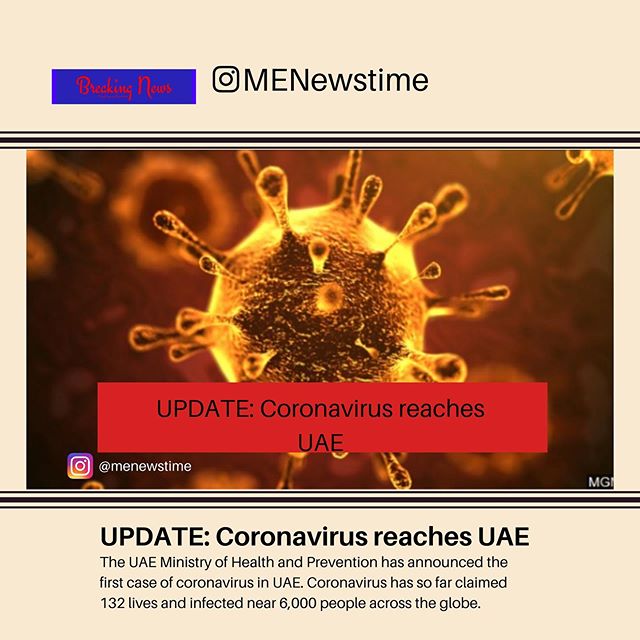 Breaking News
MENewstime
UPDATE: Coronavirus reaches
UAE
@menewstime
MGN
UPDATE: Coronavirus reaches UAE
The UAE Ministry of Health and Prevention has announced the
first case of coronavirus in UAE. Coronavirus has so far claimed
132 lives and infected near 6,000 people across the globe.